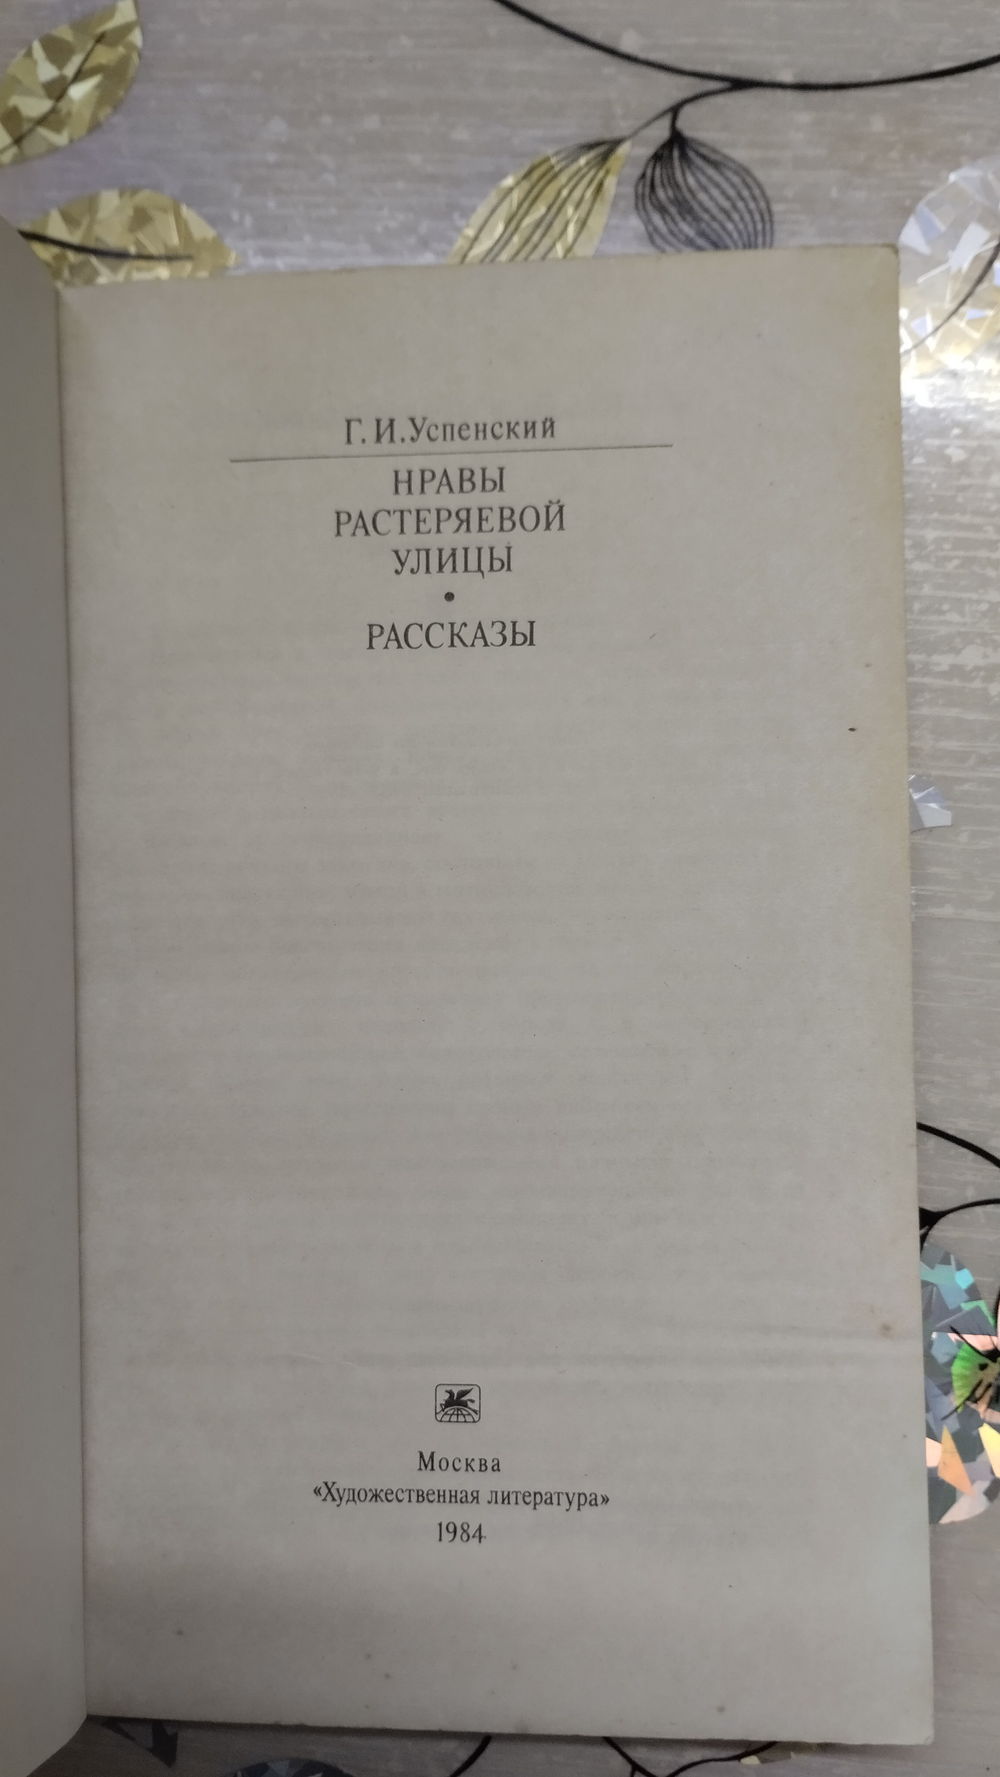 Г. И. Успенский
НРАВЫ
РАСТЕРЯЕВОЙ
УЛИЦЫ
•
РАССКАЗЫ
Москва
«Художественная литература»
1984